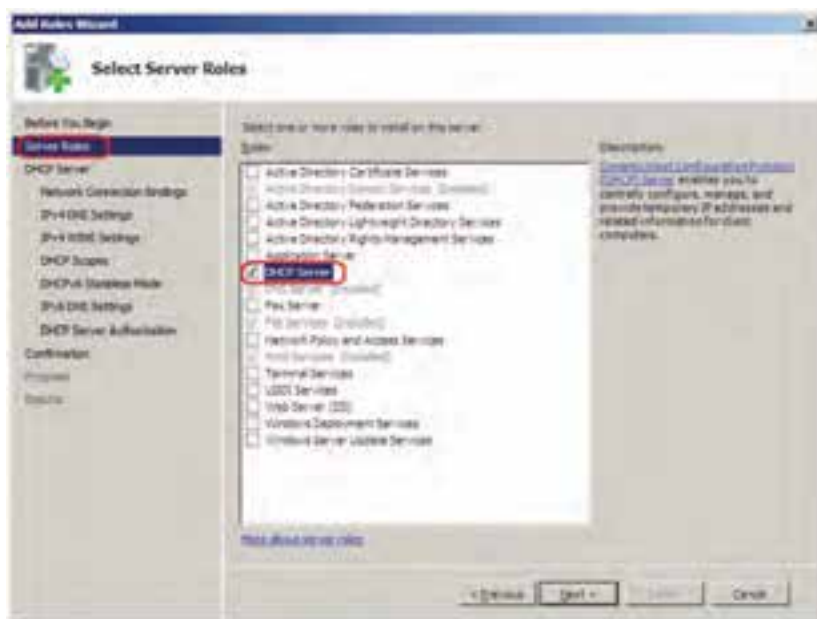 Add Roles Wizard
Select Server Roles
Before You Begin
Server Roles
DHCP Server
Network Connection Bindings
IPv4 DNS Settings
IPv4 WINS Settings
DHCP Scopes
DHCPv6 Stateless Mode
IPv6 DNS Settings
DHCP Server Authorization
Confirmation
Progress
Results
Select one or more roles to install on this server.
Roles:
Active Directory Certificate Services
Active Directory Domain Services (Installed)
Active Directory Federation Services
Active Directory Lightweight Directory Services
Active Directory Rights Management Services
Application Server
DHCP Server
DNS Server (Installed)
Fax Server
File Services (Installed)
Network Policy and Access Services
Print Services (Installed)
Terminal Services
UDDI Services
Web Server (IIS)
Windows Deployment Services
Windows Server Update Services
More about server roles
Description:
Dynamic Host Configuration Protocol
(DHCP) Server enables you to
centrally configure, manage, and
provide temporary IP addresses and
related information for client
computers.
< Previous
Next >
Cancel